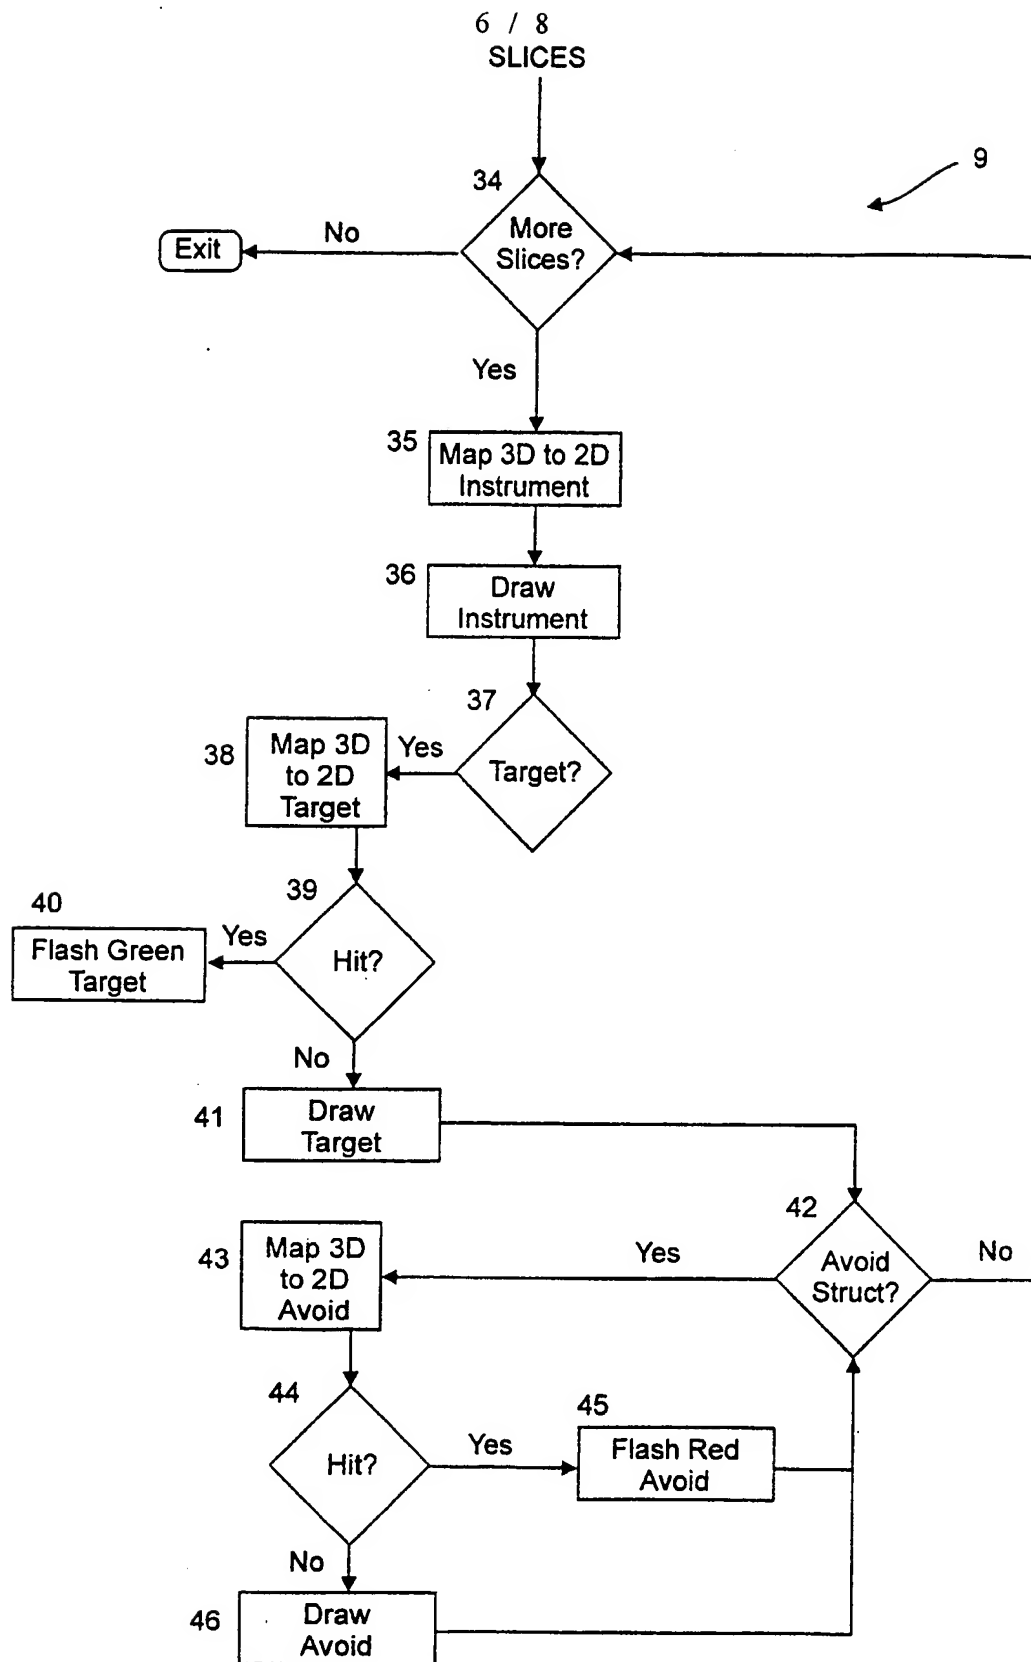 6 / 8
SLICES
9
34
More
Slices?
No
Exit
Yes
35
Map 3D to 2D
Instrument
36
Draw
Instrument
37
Target?
Yes
38
Map 3D
to 2D
Target
39
Hit?
Yes
40
Flash Green
Target
No
41
Draw
Target
42
Avoid
Struct?
No
Yes
43
Map 3D
to 2D
Avoid
44
Hit?
Yes
45
Flash Red
Avoid
No
46
Draw
Avoid